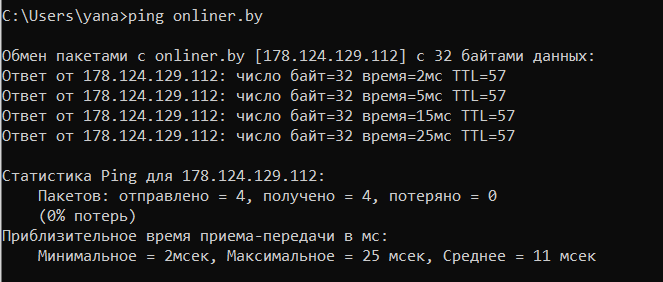 C:\Users\yana>ping onliner.by
Обмен пакетами с onliner.by [178.124.129.112] с 32 байтами данных:
Ответ от 178.124.129.112: число байт=32 время=2мс TTL=57
Ответ от 178.124.129.112: число байт=32 время=5мс TTL=57
Ответ от 178.124.129.112: число байт=32 время=15мс TTL=57
Ответ от 178.124.129.112: число байт=32 время=25мс TTL=57
Статистика Ping для 178.124.129.112:
Пакетов: отправлено = 4, получено = 4, потеряно = 0
(0% потерь)
Приблизительное время приема-передачи в мс:
Минимальное = 2мсек, Максимальное = 25 мсек, Среднее = 11 мсек